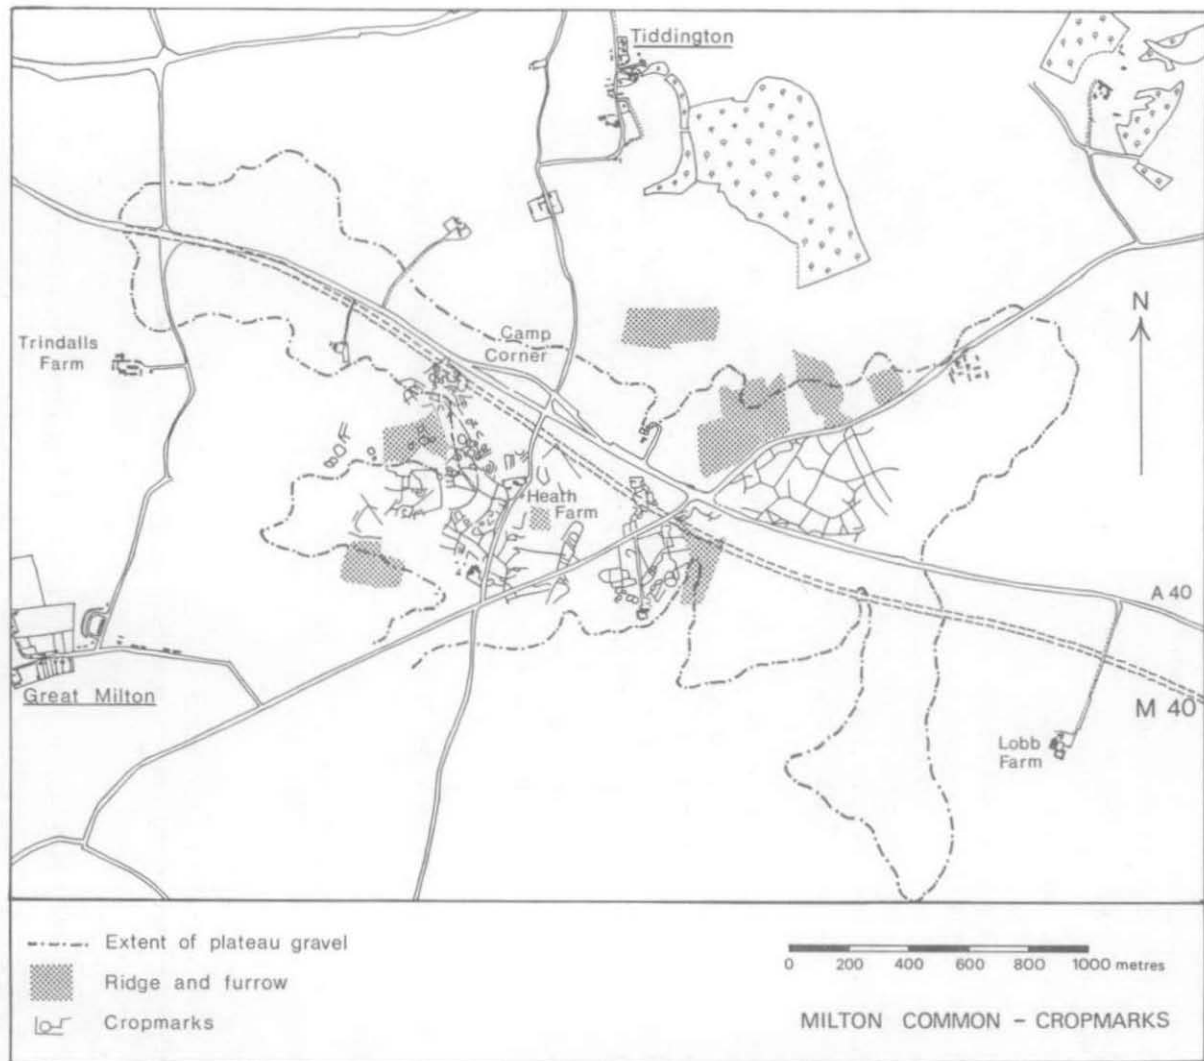 Tiddington
N
Camp
Corner
Trindalls
Farm
Heath
Farm
A 40
Great Milton
M 40
Lobb
Farm
Extent of plateau gravel
Ridge and furrow
Cropmarks
0 200 400 600 800 1000 metres
MILTON COMMON – CROPMARKS